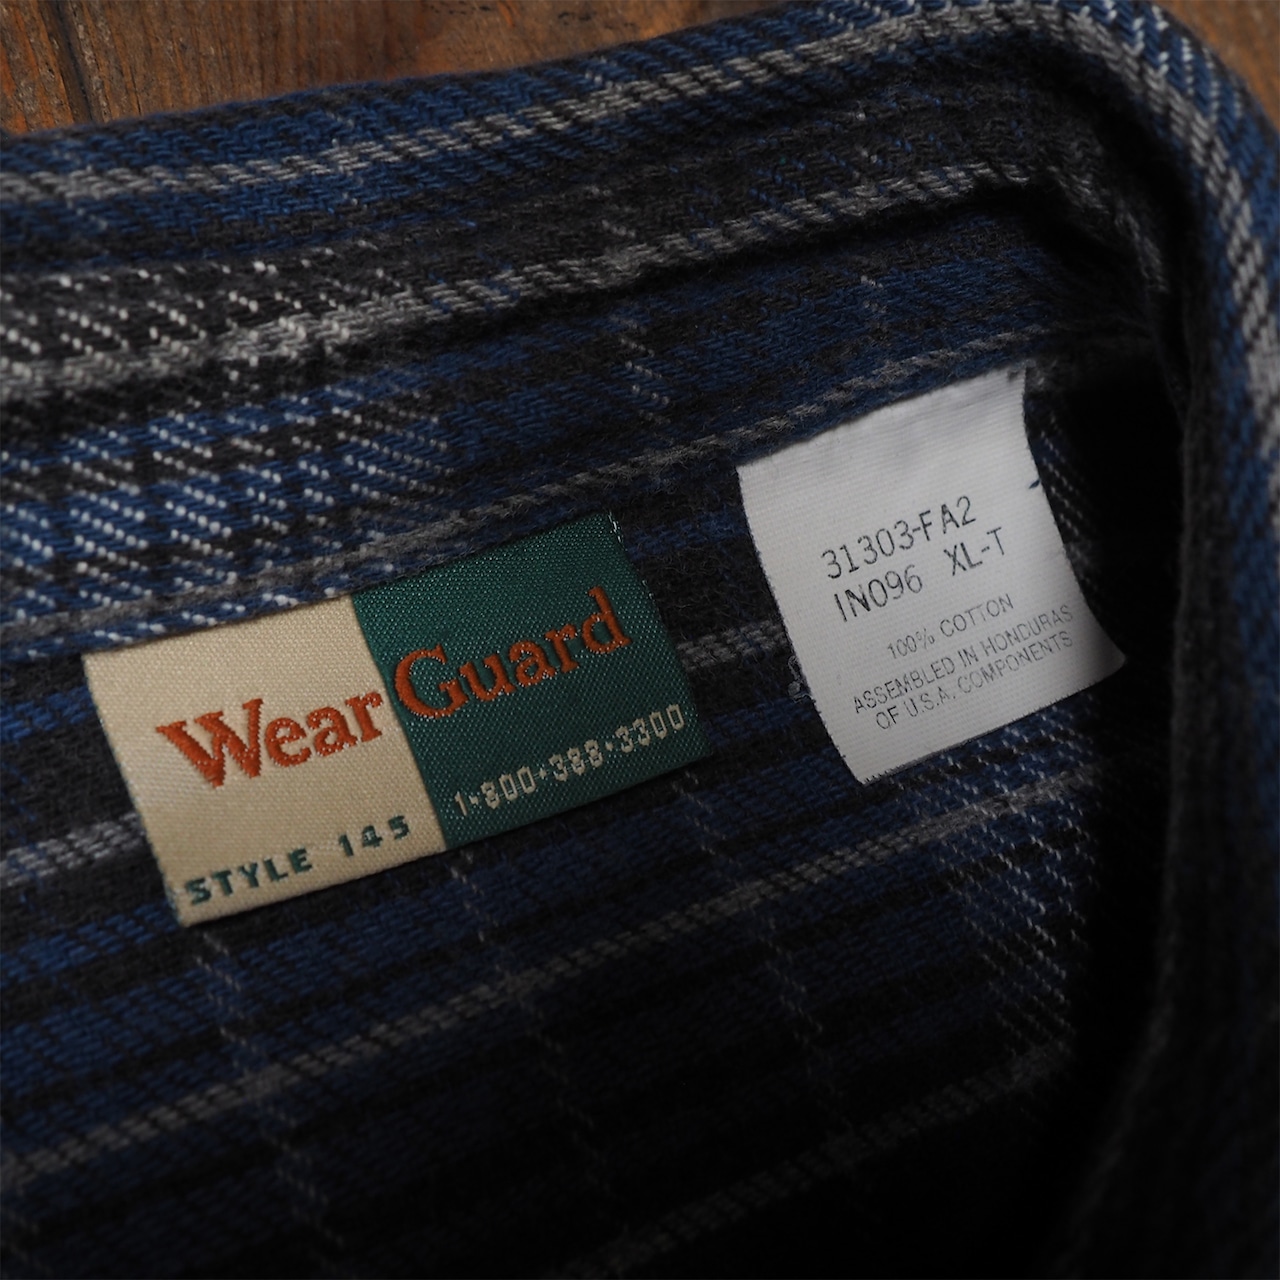 Wear Guard
STYLE 145
1•800•388•3300
31303-FA2
IN096 XL-T
100% COTTON
ASSEMBLED IN HONDURAS
OF U.S.A. COMPONENTS